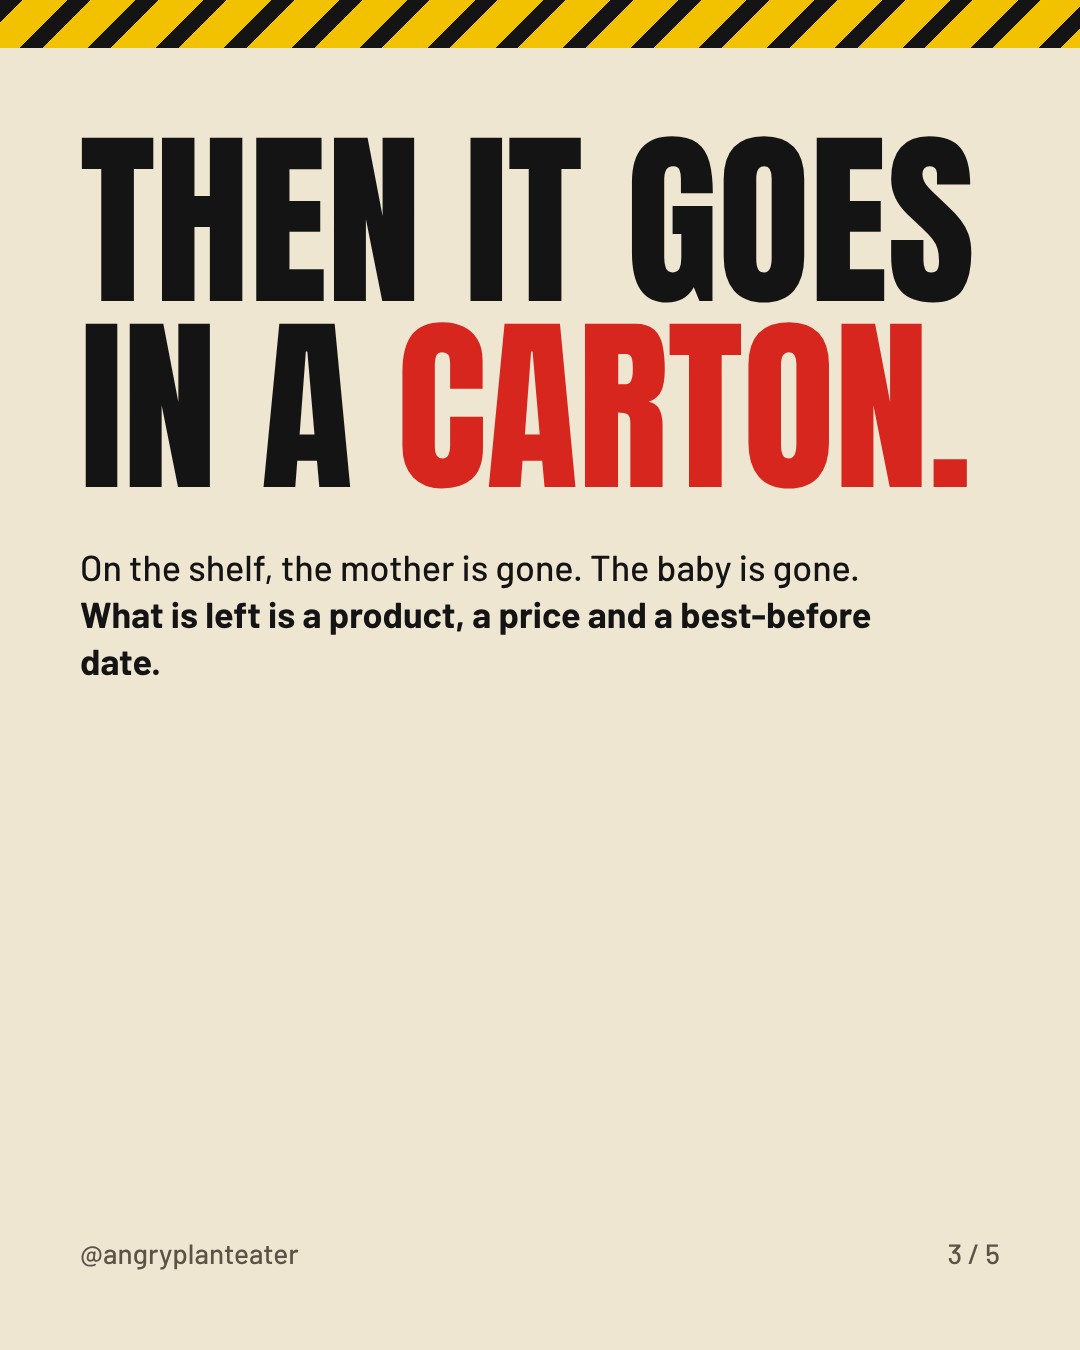 THEN IT GOES
IN A CARTON.
On the shelf, the mother is gone. The baby is gone.
What is left is a product, a price and a best-before
date.
@angryplanteater
3 / 5